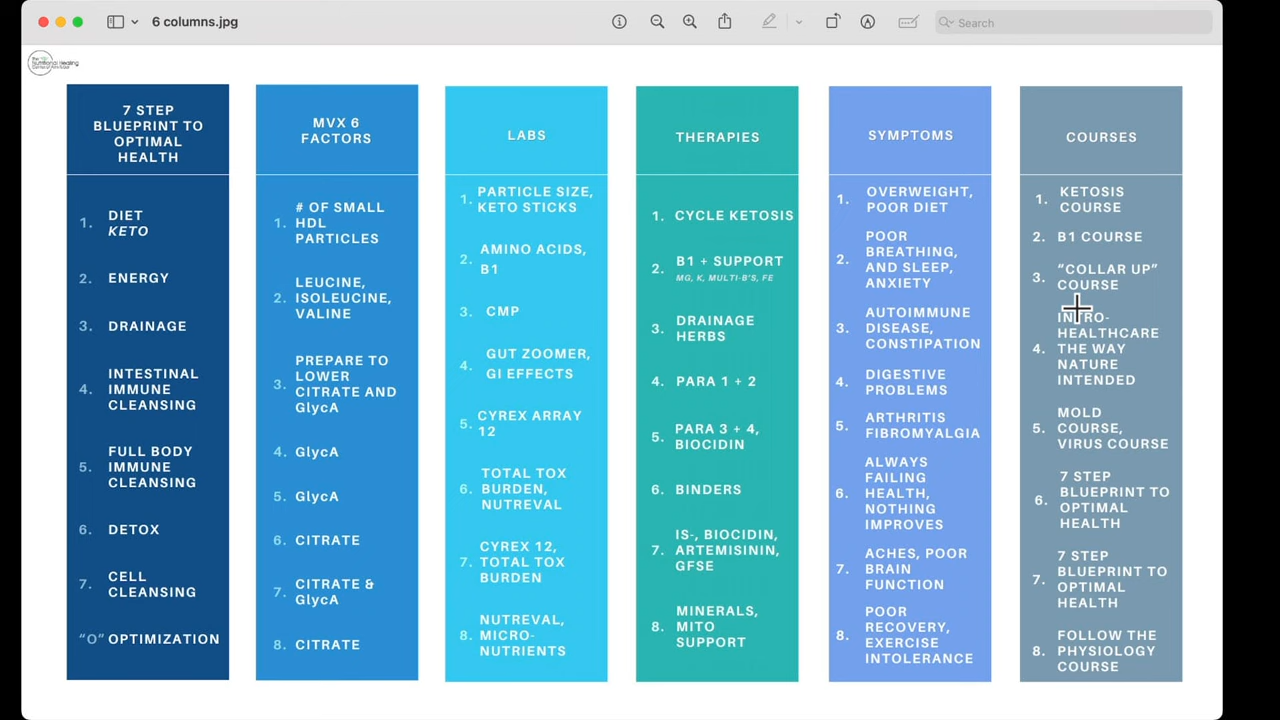 6 columns.jpg
Search
The
Nutritional Healing
7 STEP
BLUEPRINT TO
OPTIMAL
HEALTH
1. DIET
KETO
2. ENERGY
3. DRAINAGE
4. INTESTINAL
IMMUNE
CLEANSING
5. FULL BODY
IMMUNE
CLEANSING
6. DETOX
7. CELL
CLEANSING
"O" OPTIMIZATION
MVX 6
FACTORS
1. # OF SMALL
HDL
PARTICLES
2. LEUCINE,
ISOLEUCINE,
VALINE
3. PREPARE TO
LOWER
CITRATE AND
GlycA
4. GlycA
5. GlycA
6. CITRATE
7. CITRATE &
GlycA
8. CITRATE
LABS
1. PARTICLE SIZE,
KETO STICKS
2. AMINO ACIDS,
B1
3. CMP
4. GUT ZOOMER,
GI EFFECTS
5. CYREX ARRAY
12
6. TOTAL TOX
BURDEN,
NUTREVAL
7. CYREX 12,
TOTAL TOX
BURDEN
8. NUTREVAL,
MICRO-
NUTRIENTS
THERAPIES
1. CYCLE KETOSIS
2. B1 + SUPPORT
MG, K, MULTI-B'S, FE
3. DRAINAGE
HERBS
4. PARA 1 + 2
5. PARA 3 + 4,
BIOCIDIN
6. BINDERS
7. IS-, BIOCIDIN,
ARTEMISININ,
GFSE
8. MINERALS,
MITO
SUPPORT
SYMPTOMS
1. OVERWEIGHT,
POOR DIET
2. POOR
BREATHING,
AND SLEEP,
ANXIETY
3. AUTOIMMUNE
DISEASE,
CONSTIPATION
4. DIGESTIVE
PROBLEMS
5. ARTHRITIS
FIBROMYALGIA
6. ALWAYS
FAILING
HEALTH,
NOTHING
IMPROVES
7. ACHES, POOR
BRAIN
FUNCTION
8. POOR
RECOVERY,
EXERCISE
INTOLERANCE
COURSES
1. KETOSIS
COURSE
2. B1 COURSE
3. "COLLAR UP"
COURSE
4. INTRO-
HEALTHCARE
THE WAY
NATURE
INTENDED
5. MOLD
COURSE,
VIRUS COURSE
6. 7 STEP
BLUEPRINT TO
OPTIMAL
HEALTH
7. 7 STEP
BLUEPRINT TO
OPTIMAL
HEALTH
8. FOLLOW THE
PHYSIOLOGY
COURSE